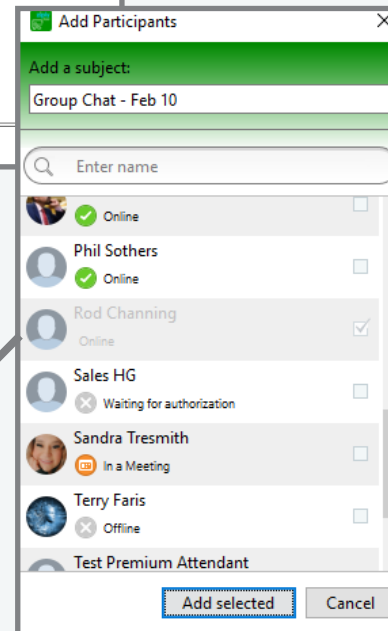 Add Participants
Add a subject:
Group Chat - Feb 10
Enter name
Online
Phil Sothers
Online
Rod Channing
Online
Sales HG
Waiting for authorization
Sandra Tresmith
In a Meeting
Terry Faris
Offline
Test Premium Attendant
Add selected Cancel